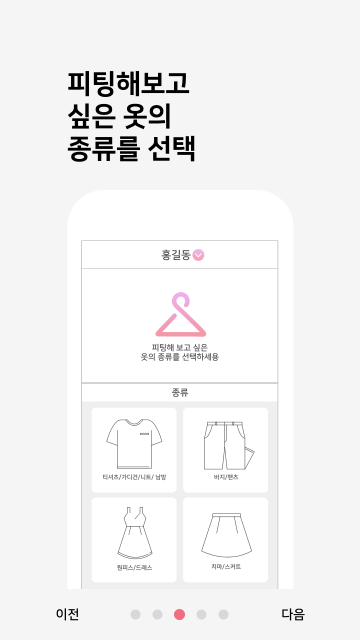 피팅해보고
싶은 옷의
종류를 선택
홍길동
피팅해 보고 싶은
옷의 종류를 선택하세용
종류
티셔츠/가디건/니트/ 남방
바지/팬츠
원피스/드레스
치마/스커트
이전
다음